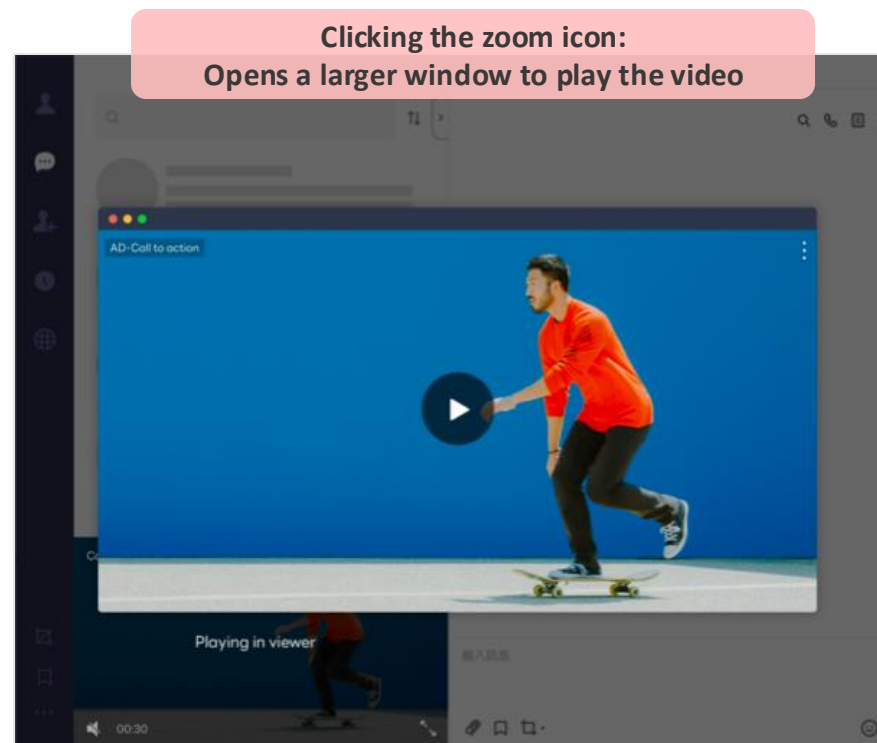 Clicking the zoom icon:
Opens a larger window to play the video
AD-Call to action
Playing in viewer
輸入訊息
00:30